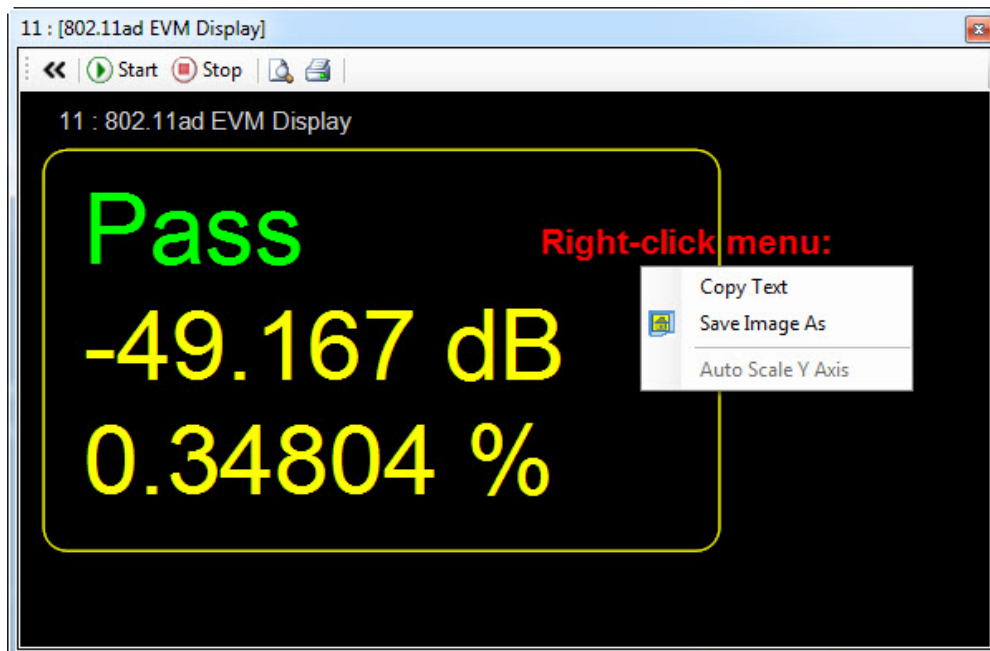 11 : [802.11ad EVM Display]
Start Stop
11 : 802.11ad EVM Display
Pass
Right-click menu:
Copy Text
Save Image As
Auto Scale Y Axis
-49.167 dB
0.34804 %